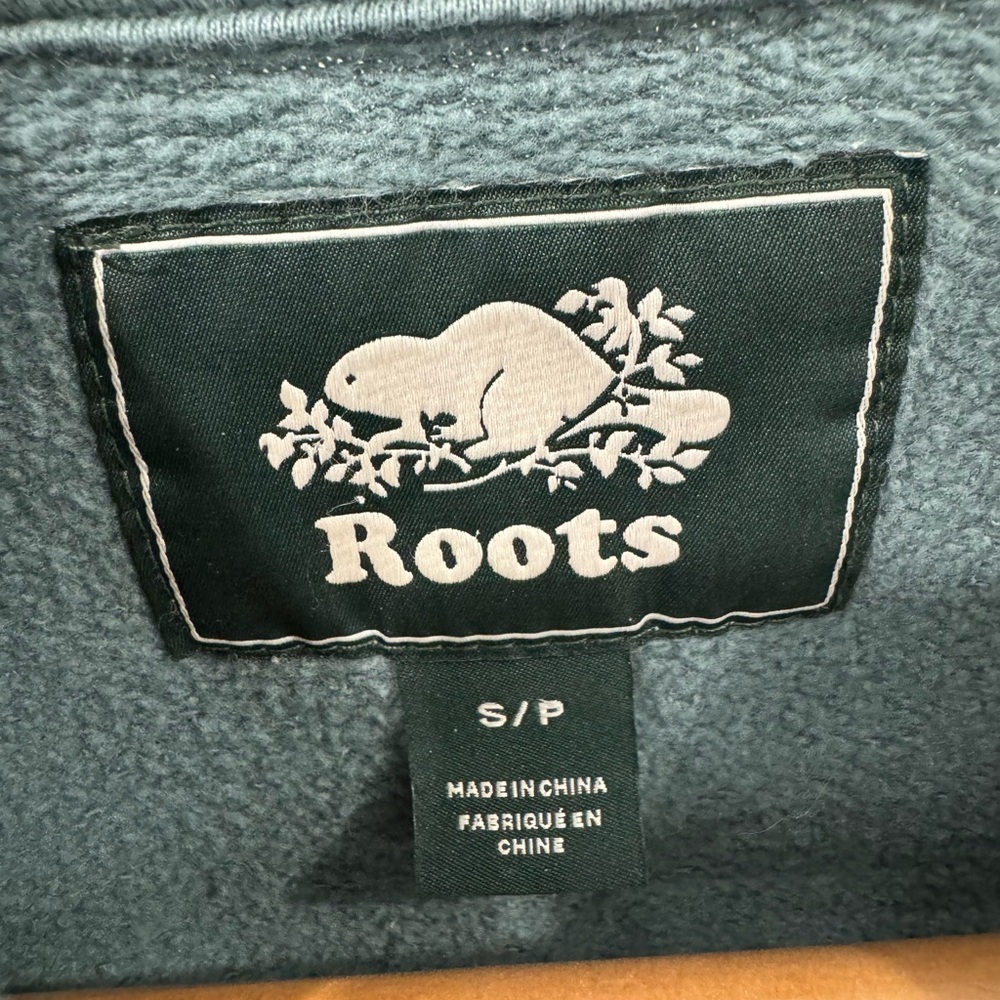 Roots
S/P
MADE IN CHINA
FABRIQUÉ EN
CHINE